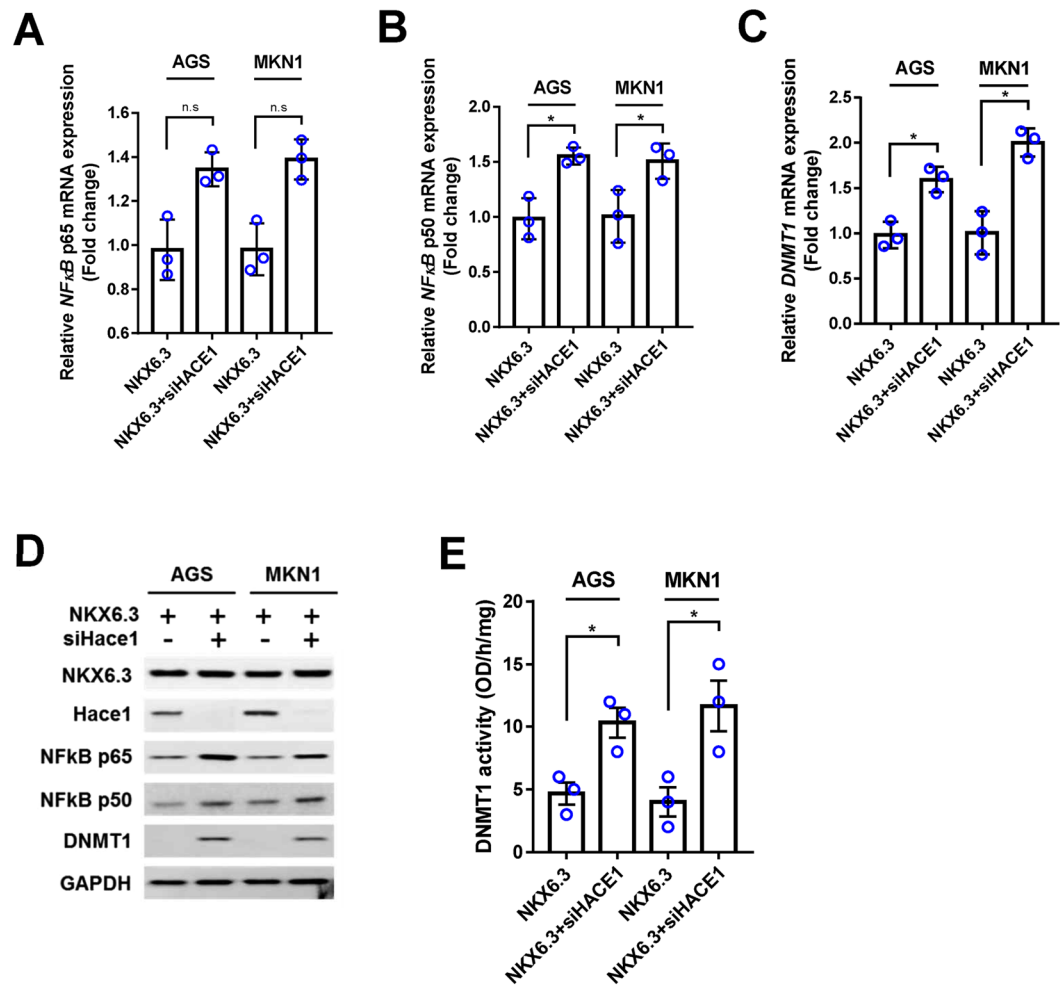 A
AGS MKN1
n.s n.s
Relative NFκB p65 mRNA expression
(Fold change)
1.6
1.4
1.2
1.0
0.8
0.6
NKX6.3
NKX6.3+siHACE1
NKX6.3
NKX6.3+siHACE1
B
AGS MKN1
* *
Relative NFκB p50 mRNA expression
(Fold change)
2.0
1.5
1.0
0.5
0.0
NKX6.3
NKX6.3+siHACE1
NKX6.3
NKX6.3+siHACE1
C
AGS MKN1
* *
Relative DNMT1 mRNA expression
(Fold change)
2.5
2.0
1.5
1.0
0.5
0.0
NKX6.3
NKX6.3+siHACE1
NKX6.3
NKX6.3+siHACE1
D
AGS MKN1
NKX6.3 + + + +
siHace1 - + - +
NKX6.3
Hace1
NFkB p65
NFkB p50
DNMT1
GAPDH
E
AGS MKN1
* *
DNMT1 activity (OD/h/mg)
20
15
10
5
0
NKX6.3
NKX6.3+siHACE1
NKX6.3
NKX6.3+siHACE1